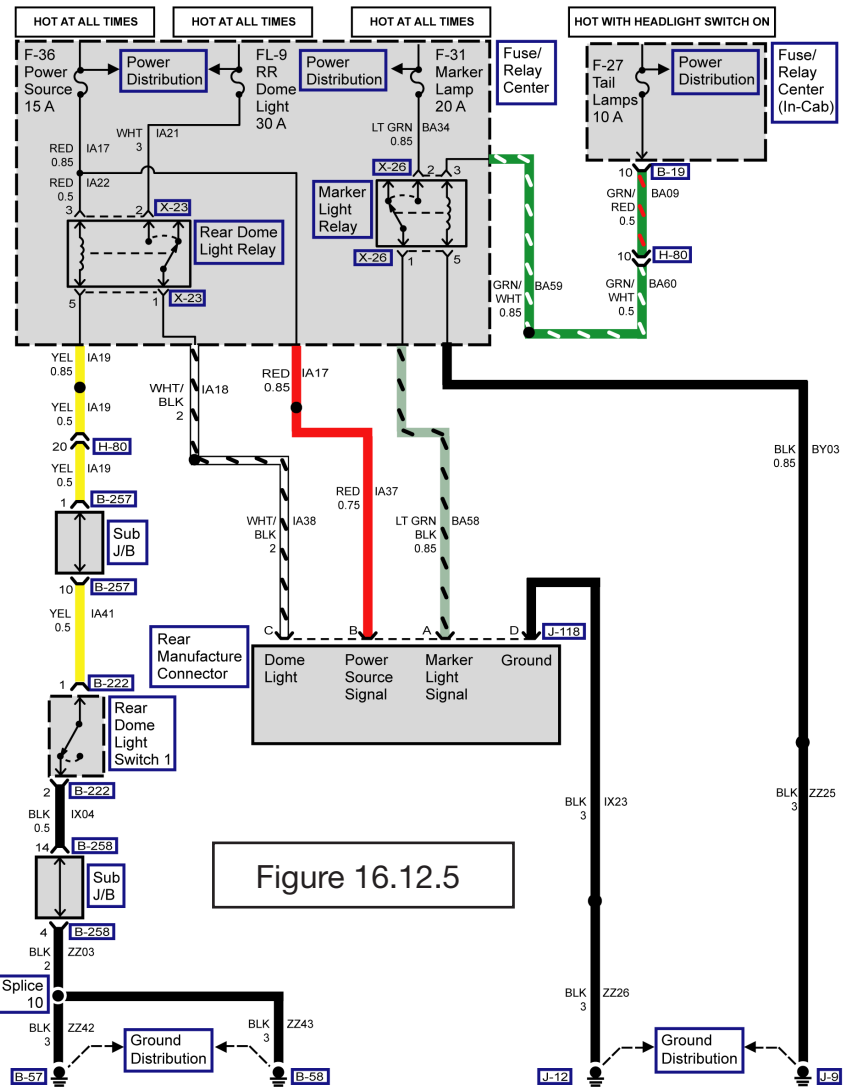 HOT AT ALL TIMES
HOT AT ALL TIMES
HOT AT ALL TIMES
HOT WITH HEADLIGHT SWITCH ON
F-36
Power
Source
15 A
Power
Distribution
FL-9
RR
Dome
Light
30 A
Power
Distribution
F-31
Marker
Lamp
20 A
Fuse/
Relay
Center
F-27
Tail
Lamps
10 A
Power
Distribution
Fuse/
Relay
Center
(In-Cab)
WHT
3
IA21
LT GRN
0.85
BA34
RED
0.85
IA17
RED
0.5
IA22
3
2
X-23
X-26
2
3
10
B-19
GRN/
RED
0.5
BA09
Marker
Light
Relay
Rear Dome
Light Relay
X-26
1
5
10
H-80
5
1
X-23
GRN/
WHT
0.85
BA59
GRN/
WHT
0.5
BA60
YEL
0.85
IA19
WHT/
BLK
2
IA18
RED
0.85
IA17
YEL
0.5
IA19
20
H-80
YEL
0.5
IA19
BLK
0.85
BY03
1
B-257
Sub
J/B
WHT/
BLK
2
IA38
RED
0.75
IA37
LT GRN
BLK
0.85
BA58
10
B-257
YEL
0.5
IA41
Rear
Manufacture
Connector
C
B
A
D
J-118
Dome
Light
Power
Source
Signal
Marker
Light
Signal
Ground
1
B-222
Rear
Dome
Light
Switch 1
2
B-222
BLK
0.5
IX04
BLK
3
IX23
BLK
3
ZZ25
14
B-258
Sub
J/B
Figure 16.12.5
4
B-258
BLK
2
ZZ03
Splice
10
BLK
3
ZZ42
BLK
3
ZZ43
BLK
3
ZZ26
Ground
Distribution
Ground
Distribution
B-57
B-58
J-12
J-9